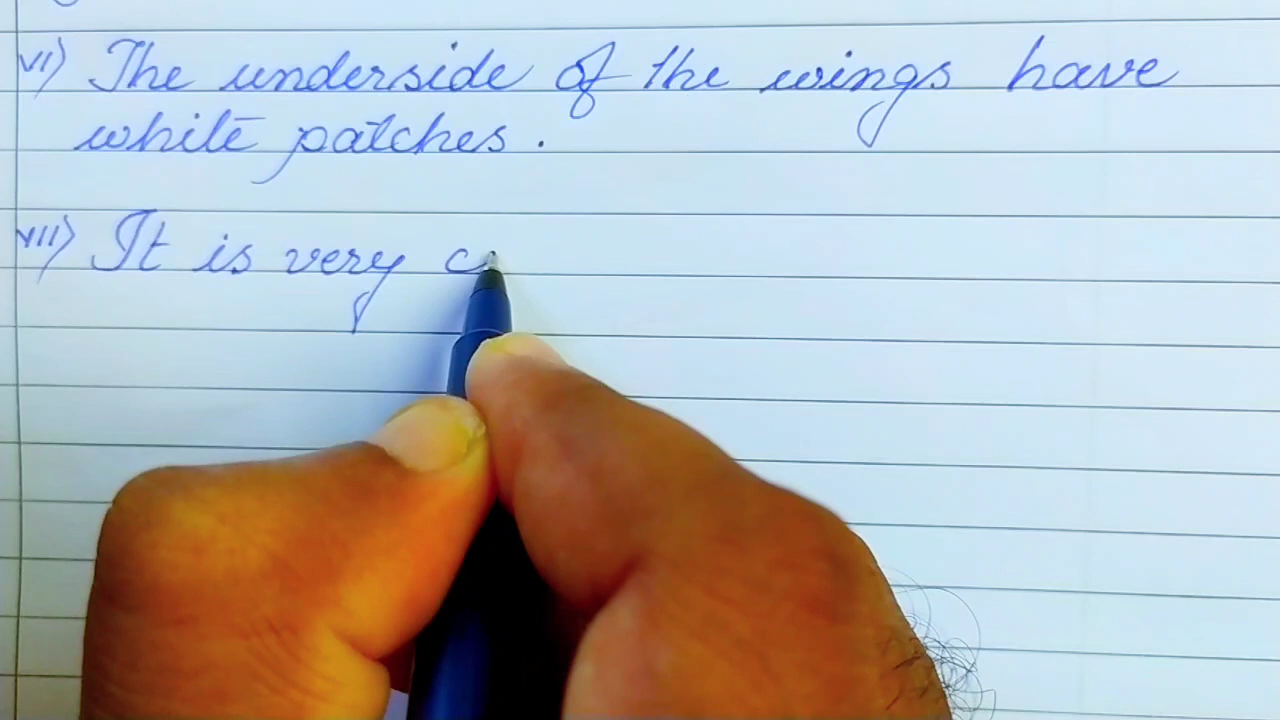 VI) The underside of the wings have
white patches.
VII) It is very c